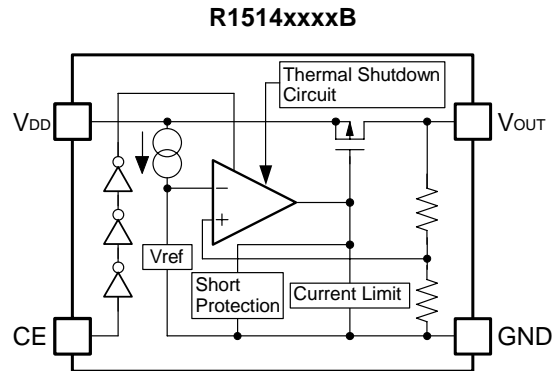 R1514xxxxB
Thermal Shutdown
Circuit
VDD
VOUT
−
+
Vref
Short
Protection
Current Limit
CE
GND